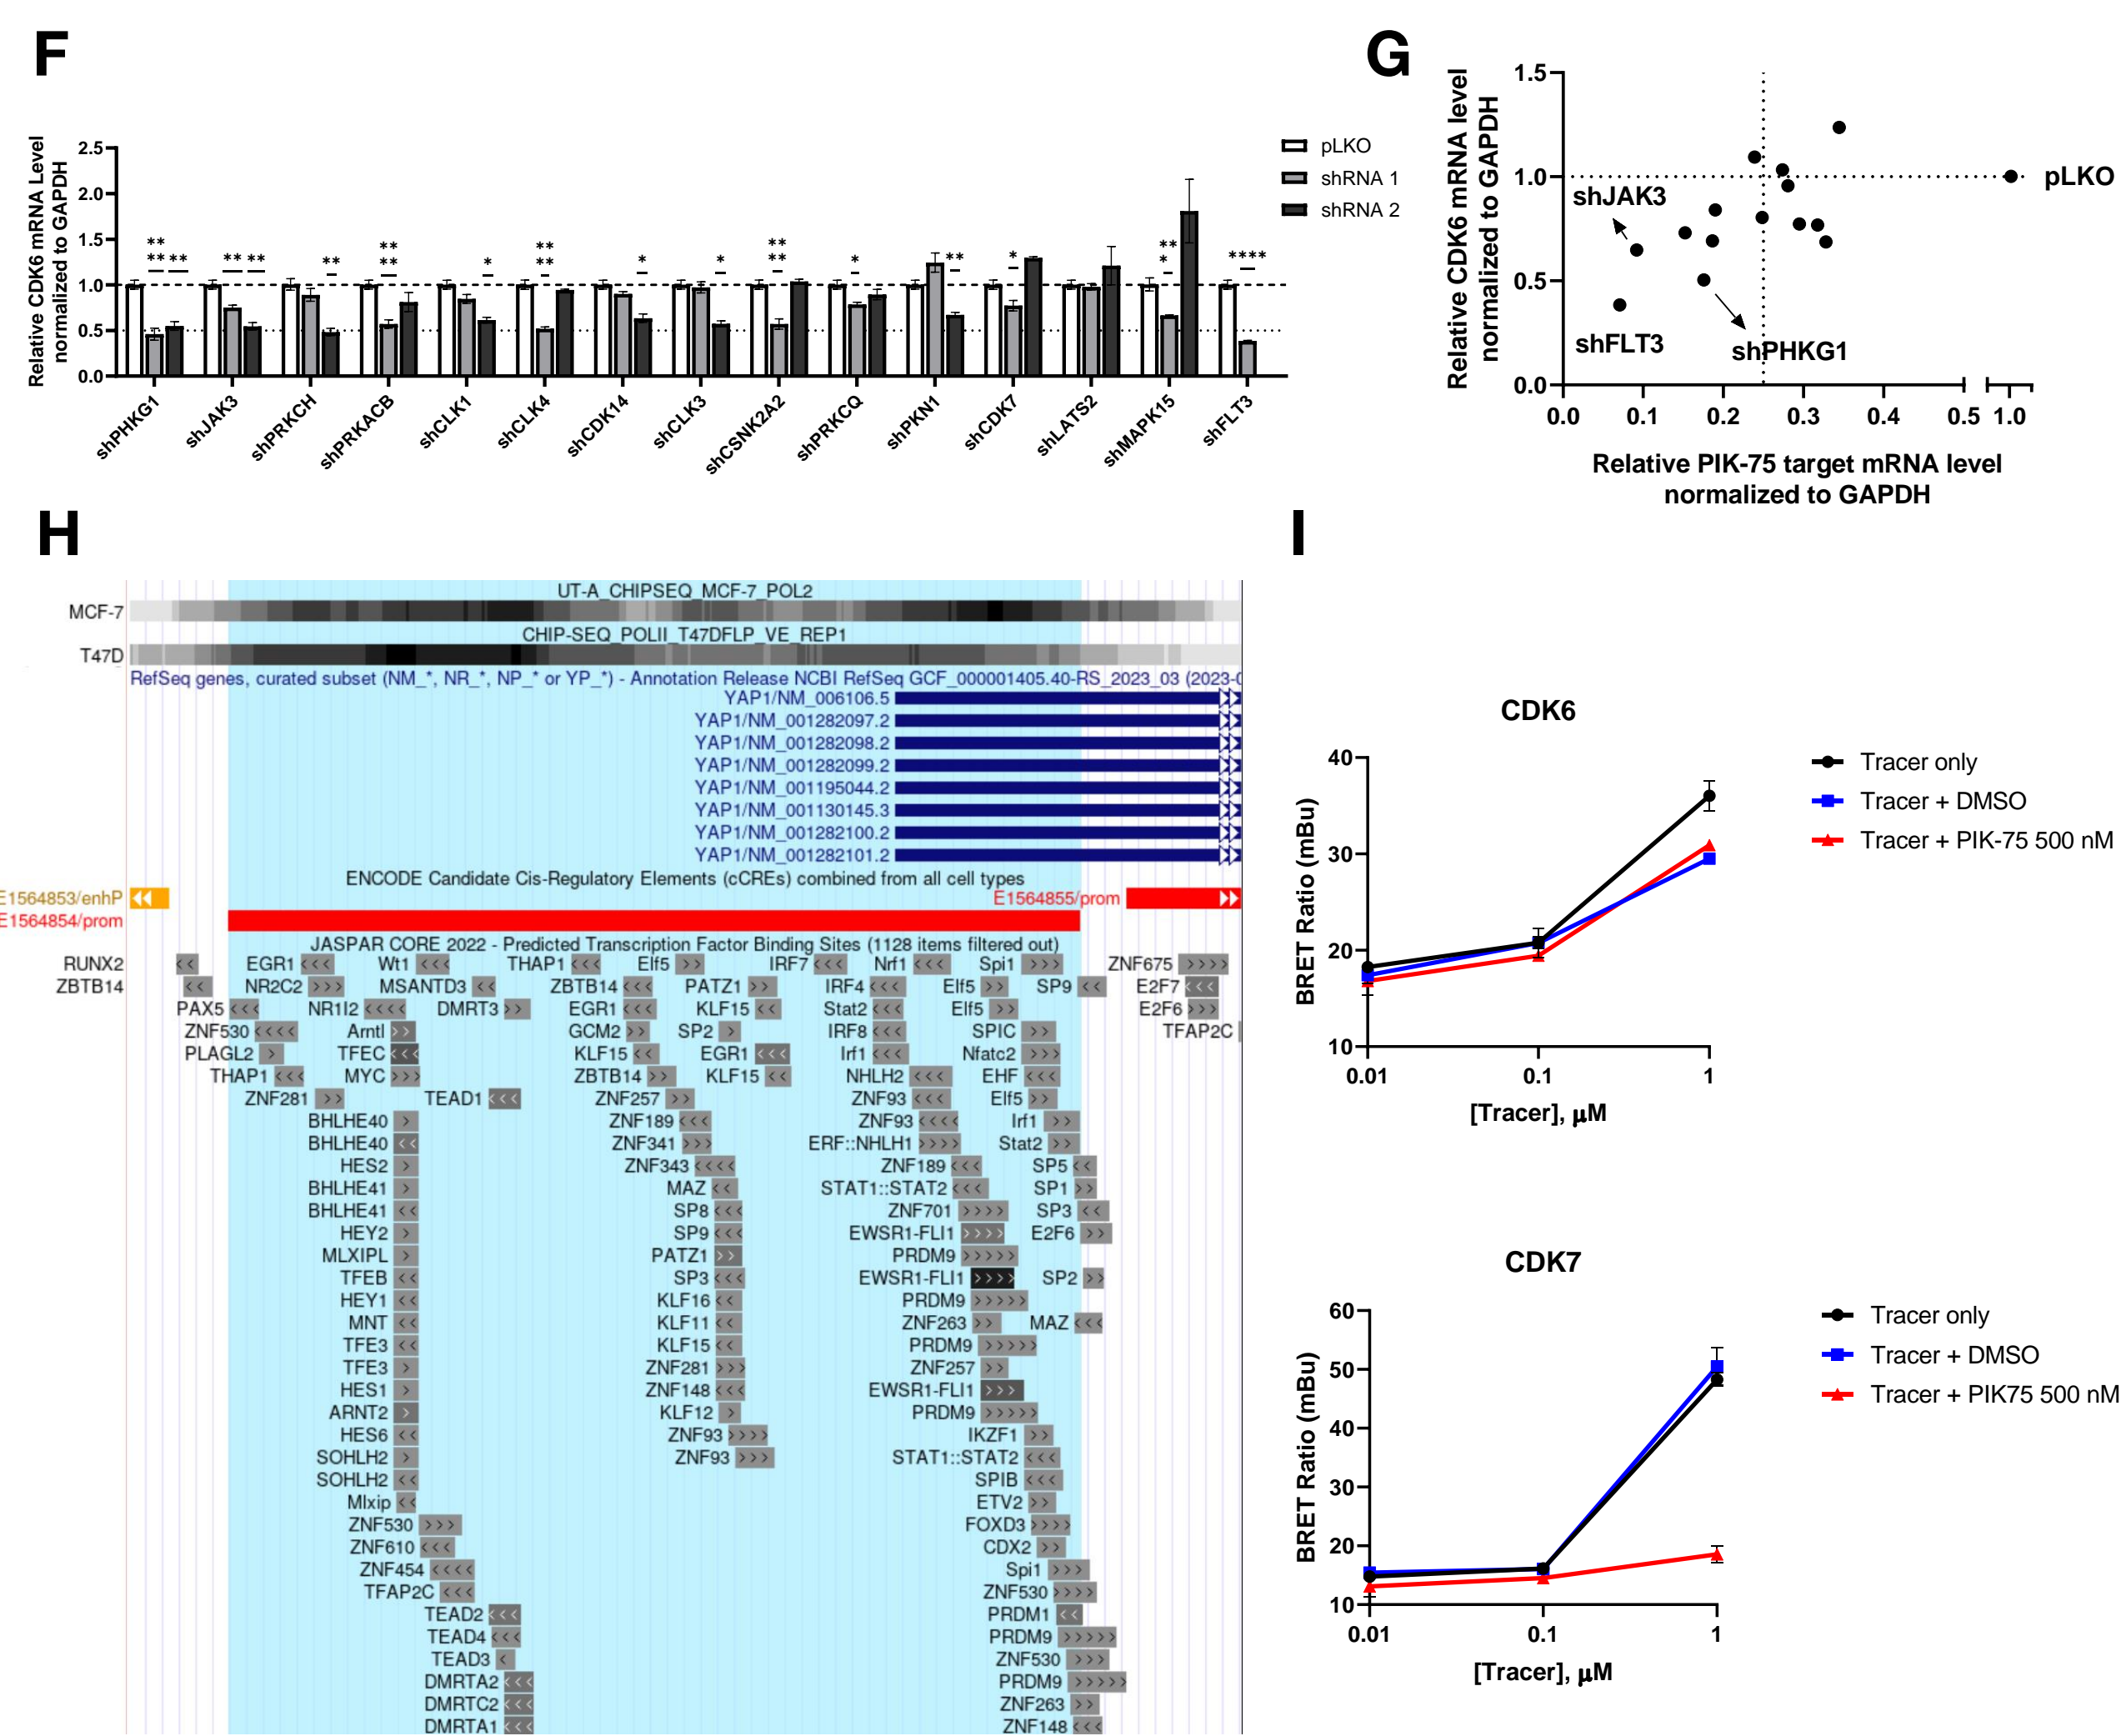 F
Relative CDK6 mRNA Level
normalized to GAPDH
2.5
2.0
1.5
1.0
0.5
0.0
** ** **
** **
**
** **
*
** **
*
*
** **
*
**
*
** *
****
shPHKG1
shJAK3
shPRKCH
shPRKACB
shCLK1
shCLK4
shCDK14
shCLK3
shCSNK2A2
shPRKCQ
shPKN1
shCDK7
shLATS2
shMAPK15
shFLT3
pLKO
shRNA 1
shRNA 2
G
Relative CDK6 mRNA level
normalized to GAPDH
1.5
1.0
0.5
0.0
shJAK3
shFLT3
shPHKG1
pLKO
0.0 0.1 0.2 0.3 0.4 0.5 1.0
Relative PIK-75 target mRNA level
normalized to GAPDH
H
UT-A_CHIPSEQ_MCF-7_POL2
MCF-7
CHIP-SEQ_POLII_T47DFLP_VE_REP1
T47D
RefSeq genes, curated subset (NM_*, NR_*, NP_* or YP_*) - Annotation Release NCBI RefSeq GCF_000001405.40-RS_2023_03 (2023-0
YAP1/NM_006106.5
YAP1/NM_001282097.2
YAP1/NM_001282098.2
YAP1/NM_001282099.2
YAP1/NM_001195044.2
YAP1/NM_001130145.3
YAP1/NM_001282100.2
YAP1/NM_001282101.2
ENCODE Candidate Cis-Regulatory Elements (cCREs) combined from all cell types
E1564853/enhP E1564855/prom
E1564854/prom
JASPAR CORE 2022 - Predicted Transcription Factor Binding Sites (1128 items filtered out)
RUNX2 EGR1 Wt1 THAP1 Elf5 IRF7 Nrf1 Spi1 ZNF675
ZBTB14 NR2C2 MSANTD3 ZBTB14 PATZ1 IRF4 Elf5 SP9 E2F7
PAX5 NR1I2 DMRT3 EGR1 KLF15 Stat2 Elf5 E2F6
ZNF530 Arntl GCM2 SP2 IRF8 SPIC TFAP2C
PLAGL2 TFEC KLF15 EGR1 Irf1 Nfatc2
THAP1 MYC ZBTB14 KLF15 NHLH2 EHF
ZNF281 TEAD1 ZNF257 ZNF93 Elf5
BHLHE40 ZNF189 ZNF93 Irf1
BHLHE40 ZNF341 ERF::NHLH1 Stat2
HES2 ZNF343 ZNF189 SP5
BHLHE41 MAZ STAT1::STAT2 SP1
BHLHE41 SP8 ZNF701 SP3
HEY2 SP9 EWSR1-FLI1 E2F6
MLXIPL PATZ1 PRDM9
TFEB SP3 EWSR1-FLI1 SP2
HEY1 KLF16 PRDM9
MNT KLF11 ZNF263 MAZ
TFE3 KLF15 PRDM9
TFE3 ZNF281 ZNF257
HES1 ZNF148 EWSR1-FLI1
ARNT2 KLF12 PRDM9
HES6 ZNF93 IKZF1
SOHLH2 ZNF93 STAT1::STAT2
SOHLH2 SPIB
Mlxip ETV2
ZNF530 FOXD3
ZNF610 CDX2
ZNF454 Spi1
TFAP2C ZNF530
TEAD2 PRDM1
TEAD4 PRDM9
TEAD3 ZNF530
DMRTA2 PRDM9
DMRTC2 ZNF263
DMRTA1 ZNF148
I
CDK6
BRET Ratio (mBu)
40
30
20
10
0.01 0.1 1
[Tracer], µM
Tracer only
Tracer + DMSO
Tracer + PIK-75 500 nM
CDK7
BRET Ratio (mBu)
60
50
40
30
20
10
0.01 0.1 1
[Tracer], µM
Tracer only
Tracer + DMSO
Tracer + PIK75 500 nM